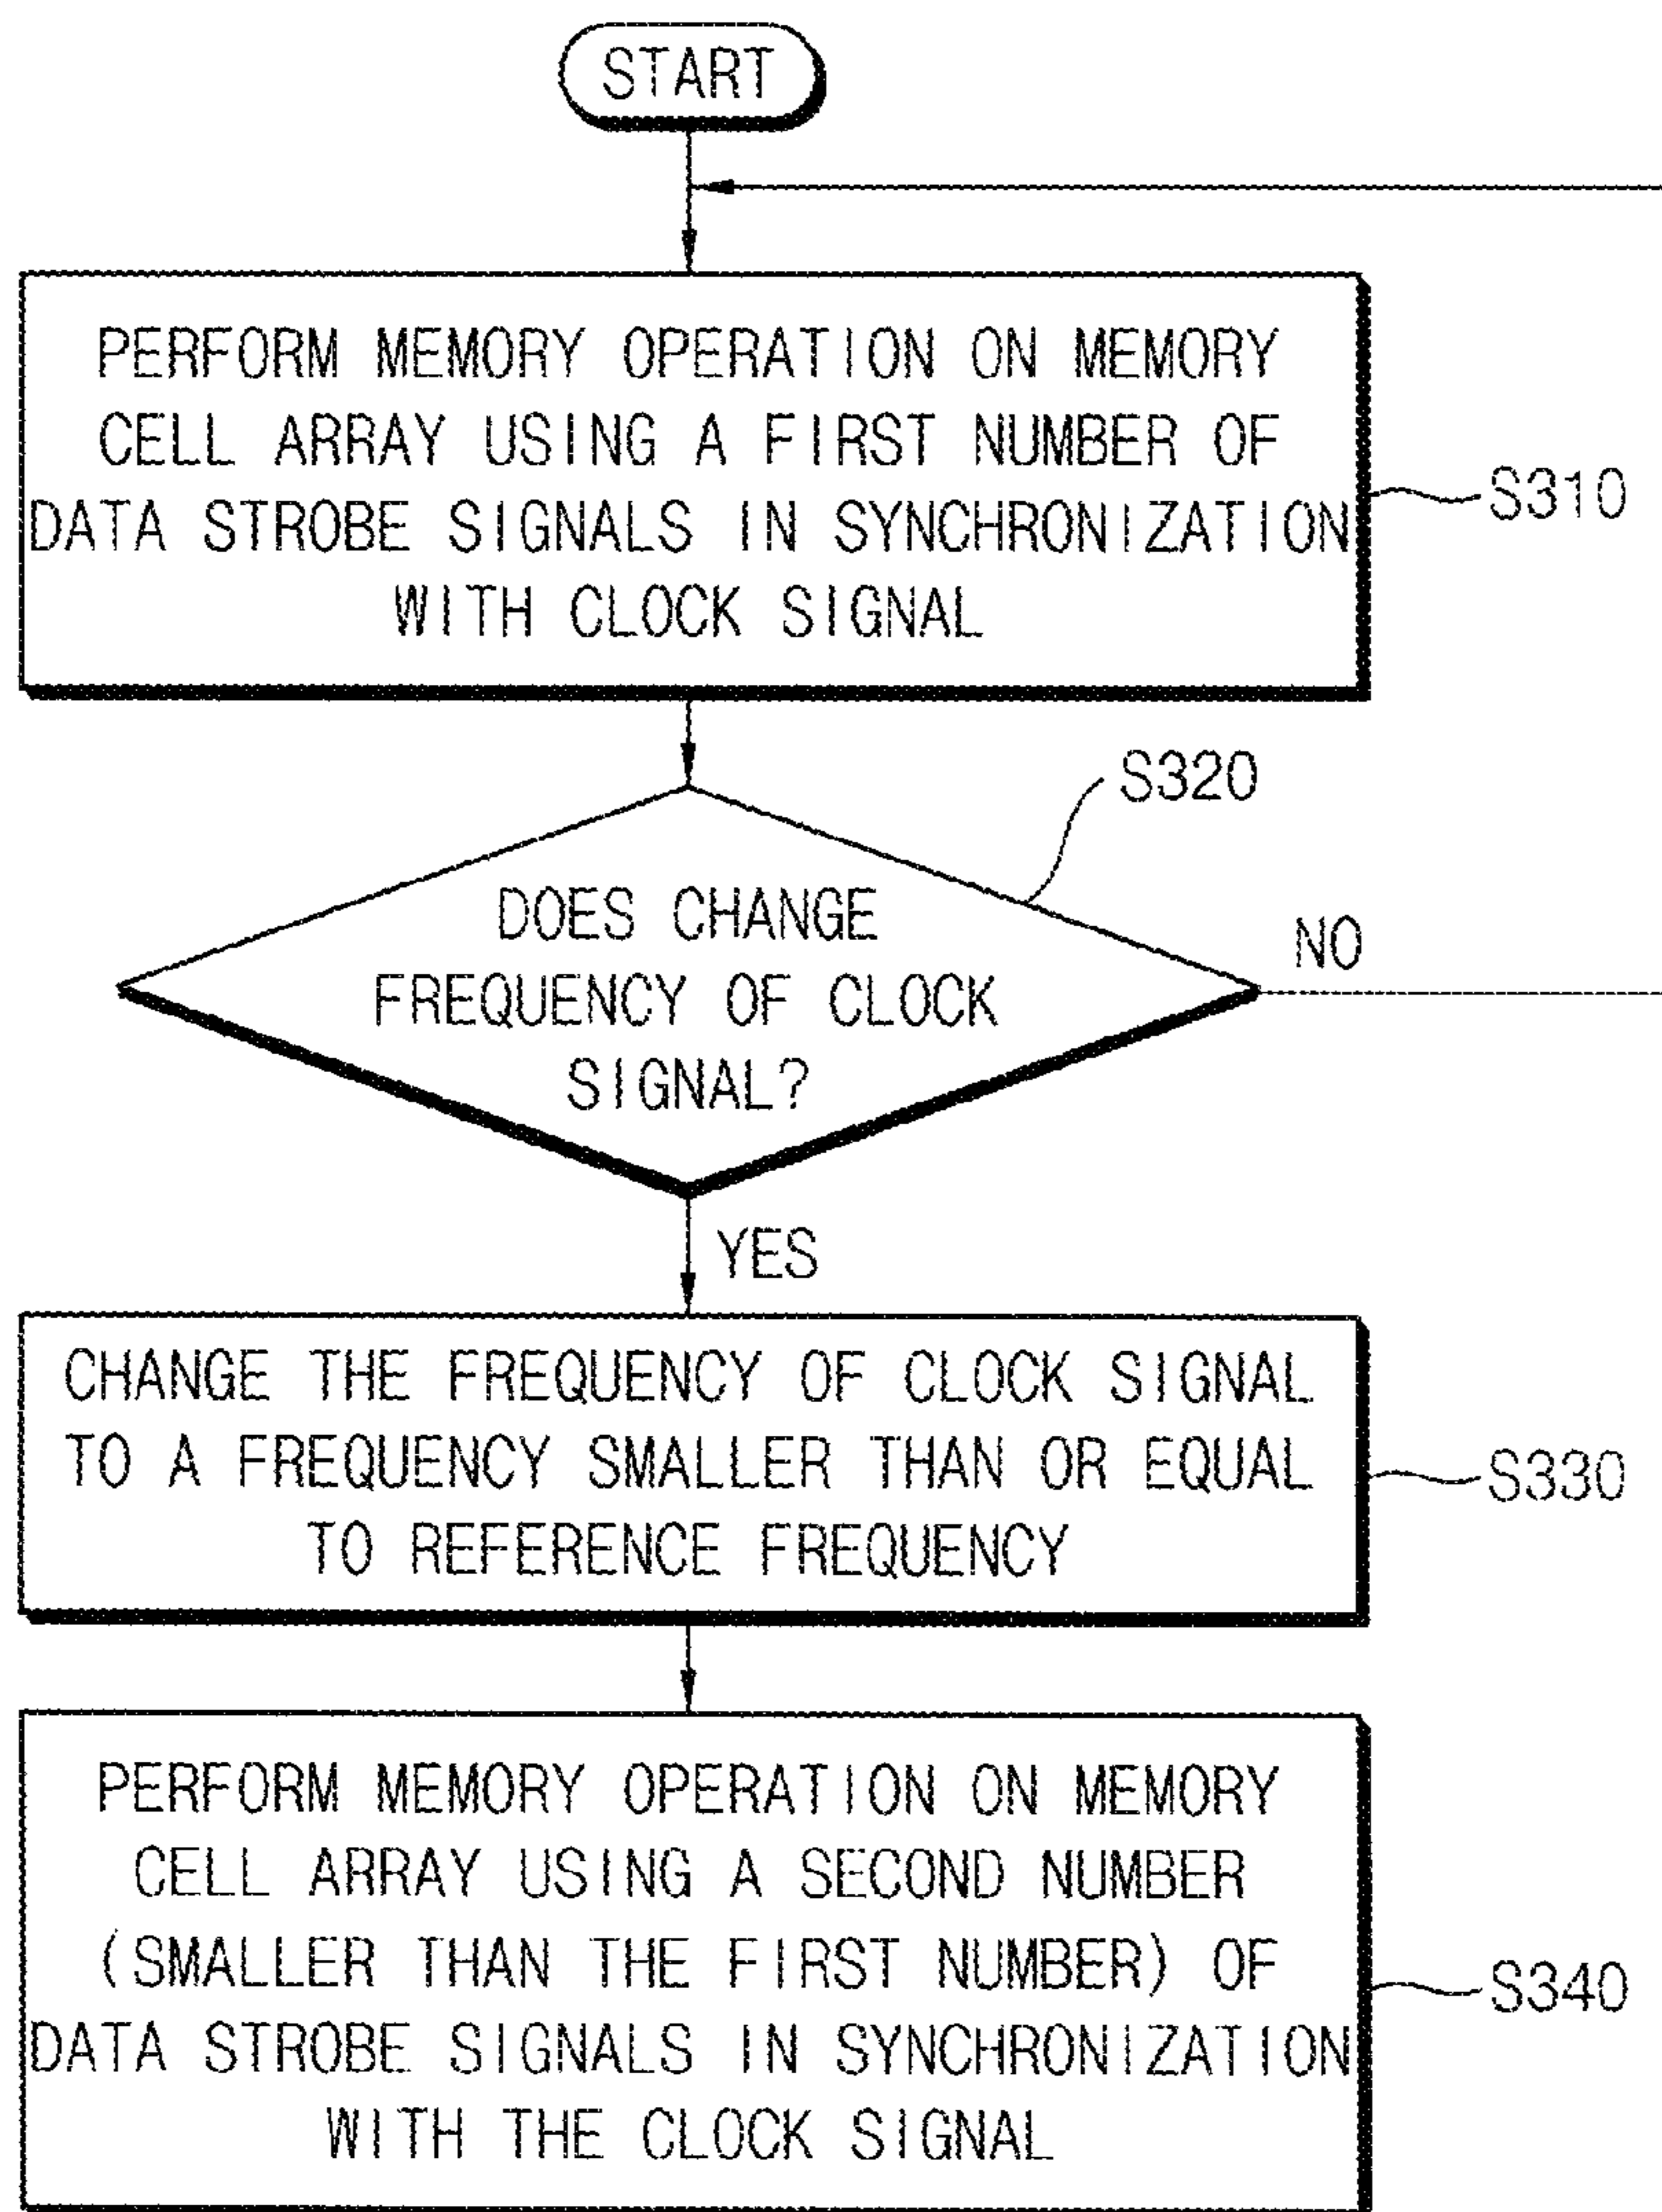 START
PERFORM MEMORY OPERATION ON MEMORY
CELL ARRAY USING A FIRST NUMBER OF
DATA STROBE SIGNALS IN SYNCHRONIZATION
WITH CLOCK SIGNAL
S310
S320
DOES CHANGE
FREQUENCY OF CLOCK
SIGNAL?
NO
YES
CHANGE THE FREQUENCY OF CLOCK SIGNAL
TO A FREQUENCY SMALLER THAN OR EQUAL
TO REFERENCE FREQUENCY
S330
PERFORM MEMORY OPERATION ON MEMORY
CELL ARRAY USING A SECOND NUMBER
(SMALLER THAN THE FIRST NUMBER) OF
DATA STROBE SIGNALS IN SYNCHRONIZATION
WITH THE CLOCK SIGNAL
S340